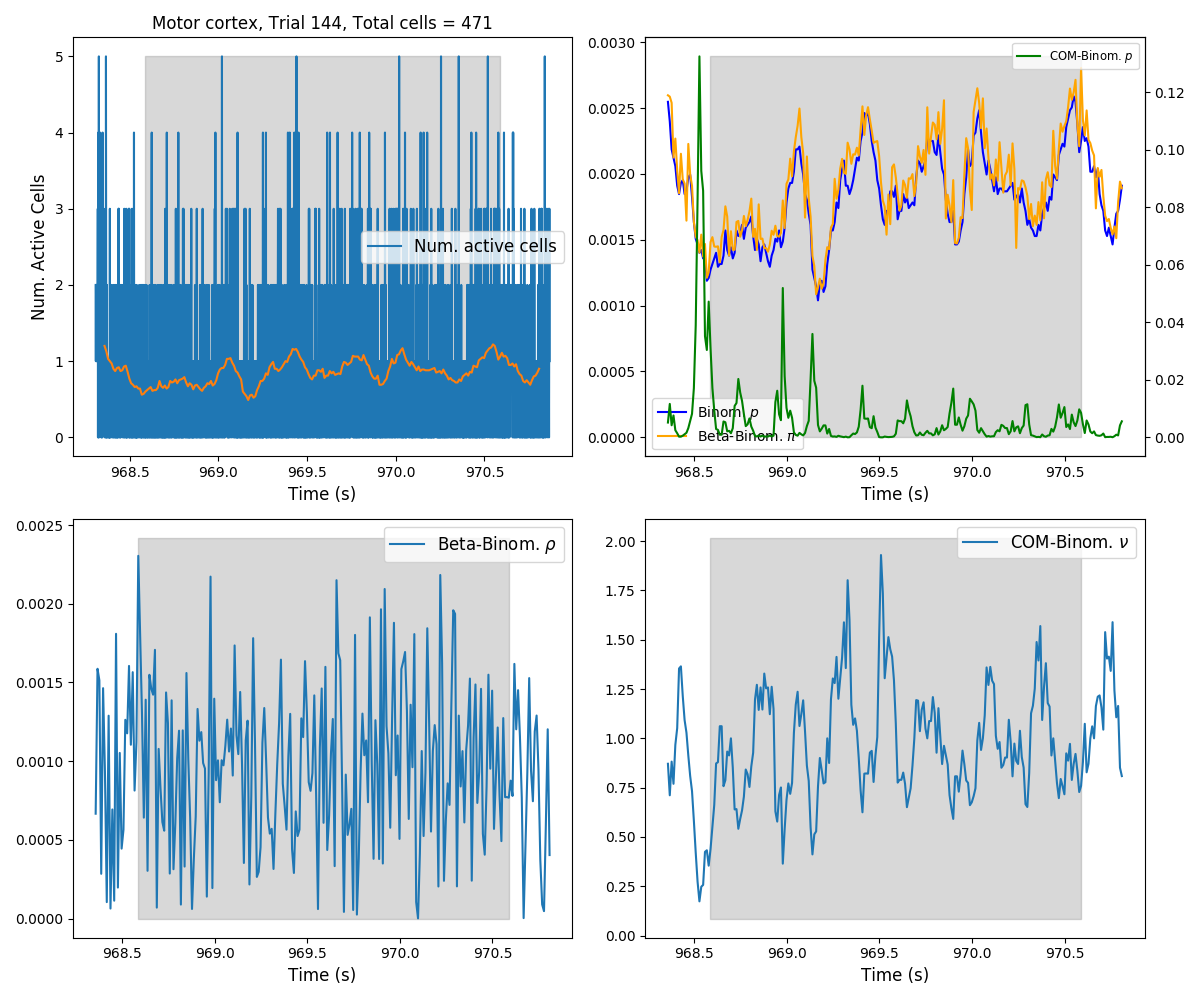 Motor cortex, Trial 144, Total cells = 471
5
4
3
2
1
0
Num. Active Cells
Num. active cells
968.5 969.0 969.5 970.0 970.5
Time (s)
0.0030
0.0025
0.0020
0.0015
0.0010
0.0005
0.0000
COM-Binom. p
Binom. p
Beta-Binom. π
0.12
0.10
0.08
0.06
0.04
0.02
0.00
968.5 969.0 969.5 970.0 970.5
Time (s)
0.0025
0.0020
0.0015
0.0010
0.0005
0.0000
Beta-Binom. ρ
968.5 969.0 969.5 970.0 970.5
Time (s)
2.00
1.75
1.50
1.25
1.00
0.75
0.50
0.25
0.00
COM-Binom. ν
968.5 969.0 969.5 970.0 970.5
Time (s)